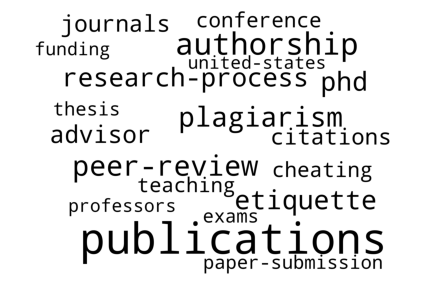 journals conference
funding authorship
united-states
research-process phd
thesis plagiarism
advisor citations
peer-review cheating
teaching
professors etiquette
exams
publications
paper-submission